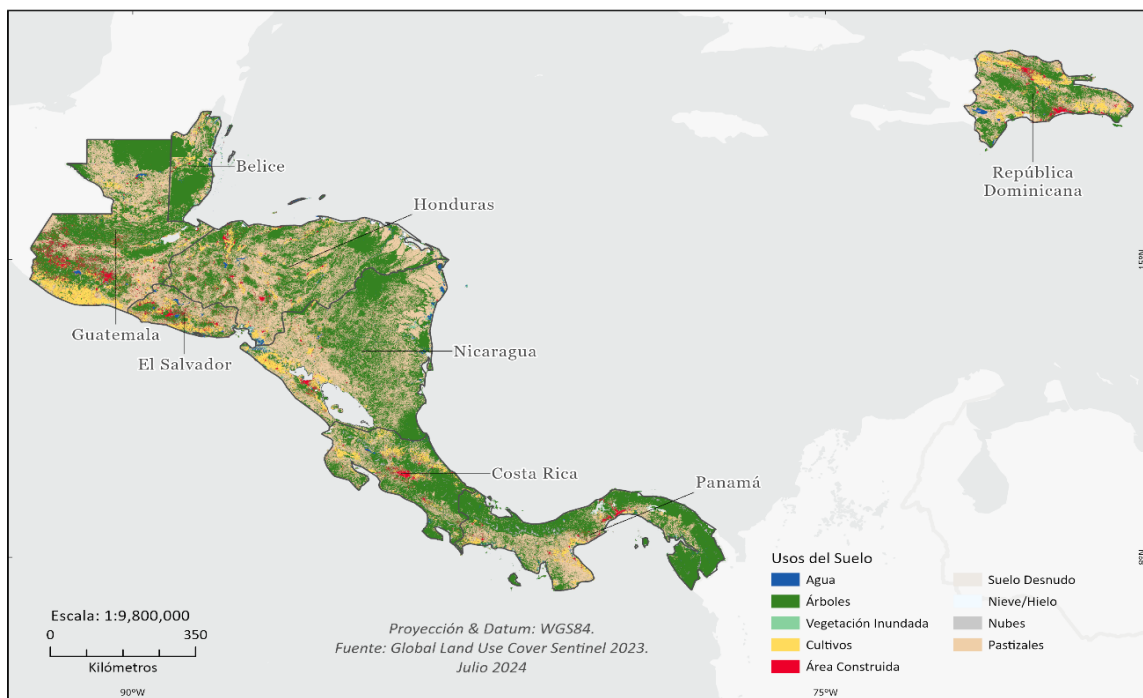 Belice
República
Dominicana
Honduras
Guatemala
El Salvador
Nicaragua
Costa Rica
Panamá
Usos del Suelo
Agua
Árboles
Vegetación Inundada
Cultivos
Área Construida
Suelo Desnudo
Nieve/Hielo
Nubes
Pastizales
Escala: 1:9,800,000
0 350
Kilómetros
Proyección & Datum: WGS84.
Fuente: Global Land Use Cover Sentinel 2023.
Julio 2024
90°W
75°W